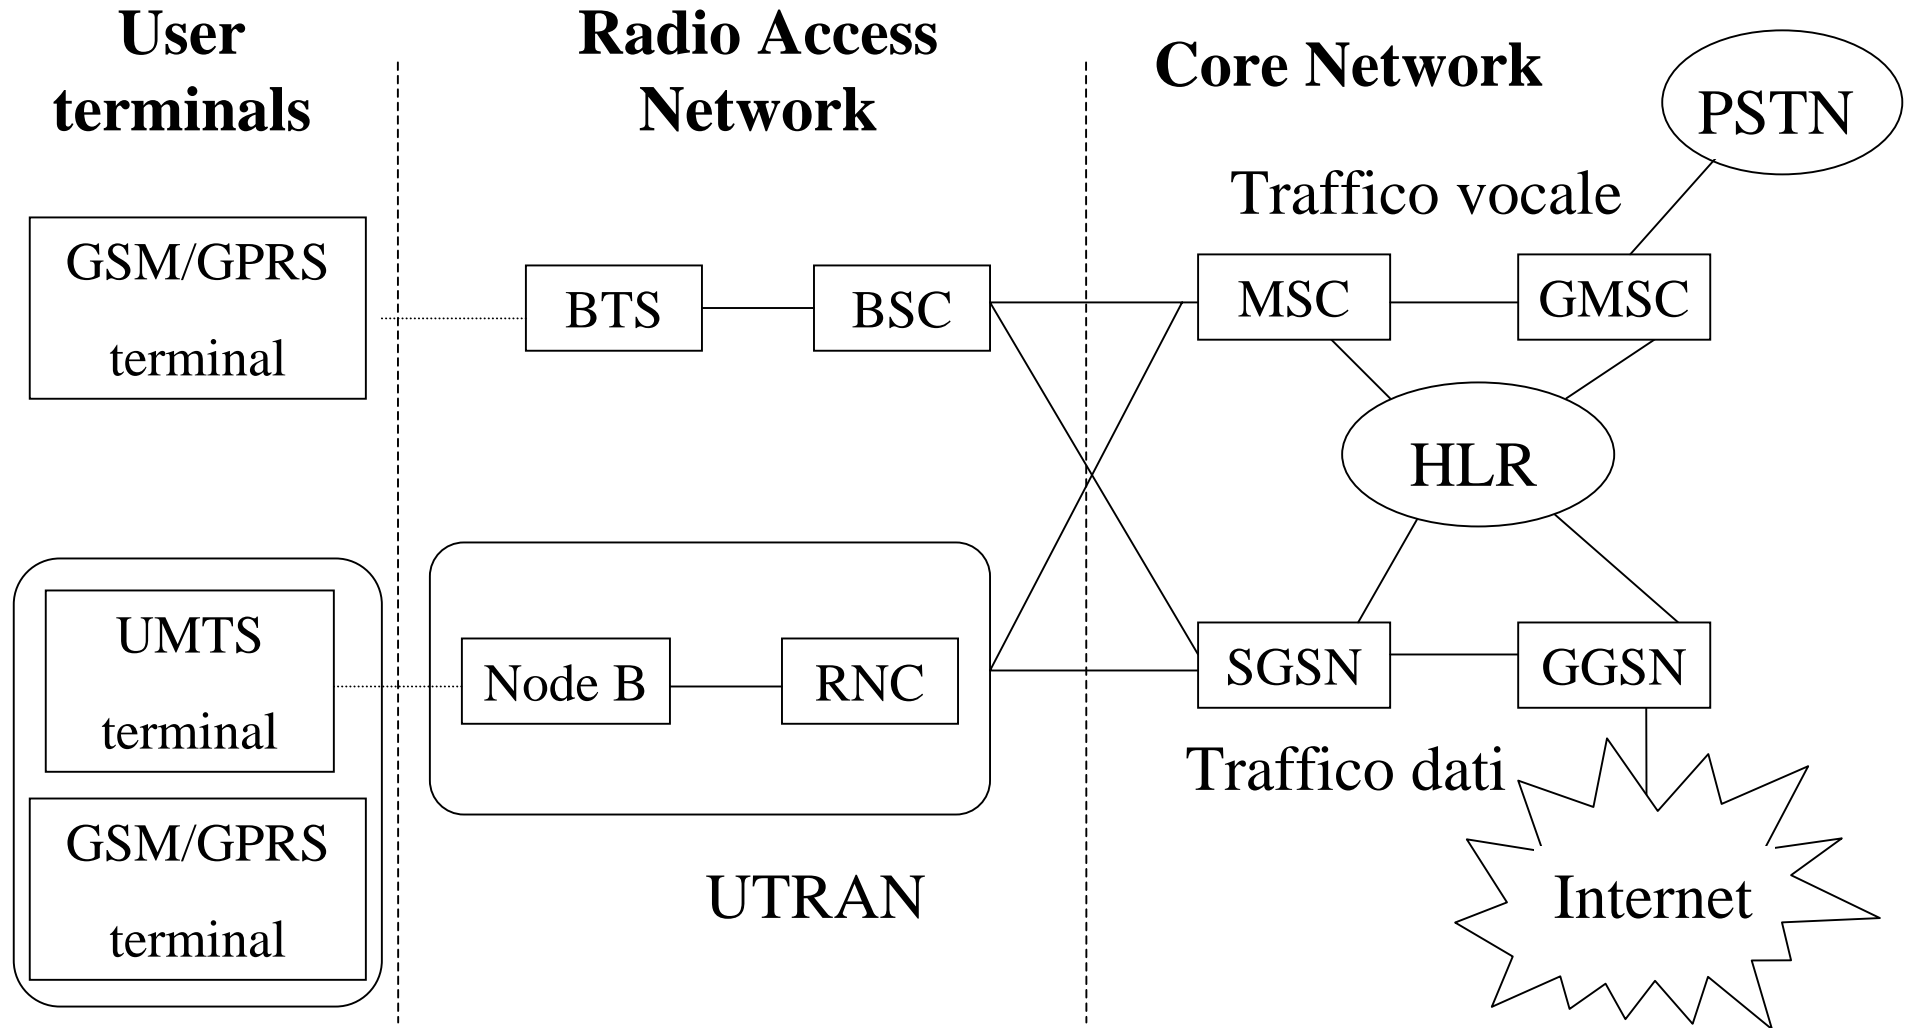 User
terminals
Radio Access
Network
Core Network
PSTN
Traffico vocale
GSM/GPRS
terminal
BTS
BSC
MSC
GMSC
HLR
UMTS
terminal
Node B
RNC
SGSN
GGSN
Traffico dati
GSM/GPRS
terminal
UTRAN
Internet